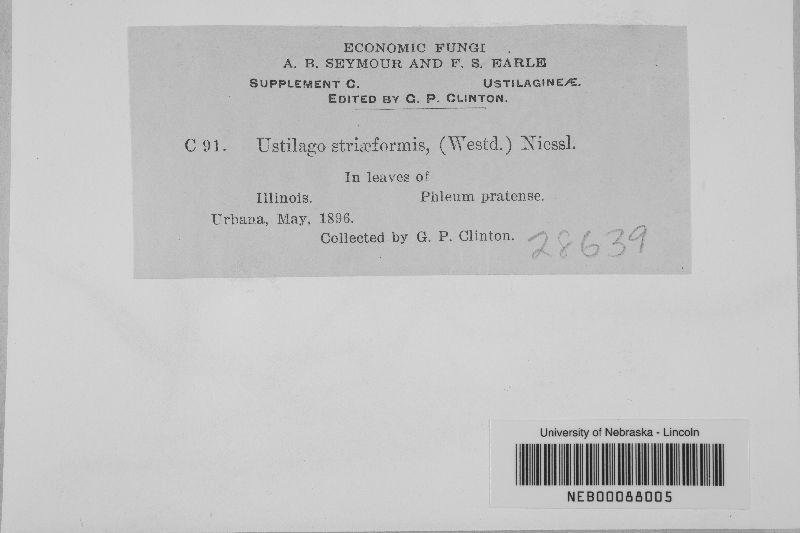 ECONOMIC FUNGI
A. B. SEYMOUR AND F. S. EARLE
SUPPLEMENT C. USTILAGINEÆ.
EDITED BY G. P. CLINTON.
C 91. Ustilago striæformis, (Westd.) Niessl.
In leaves of
Illinois. Phleum pratense.
Urbana, May, 1896.
Collected by G. P. Clinton.
28639
University of Nebraska - Lincoln
NEB00088005